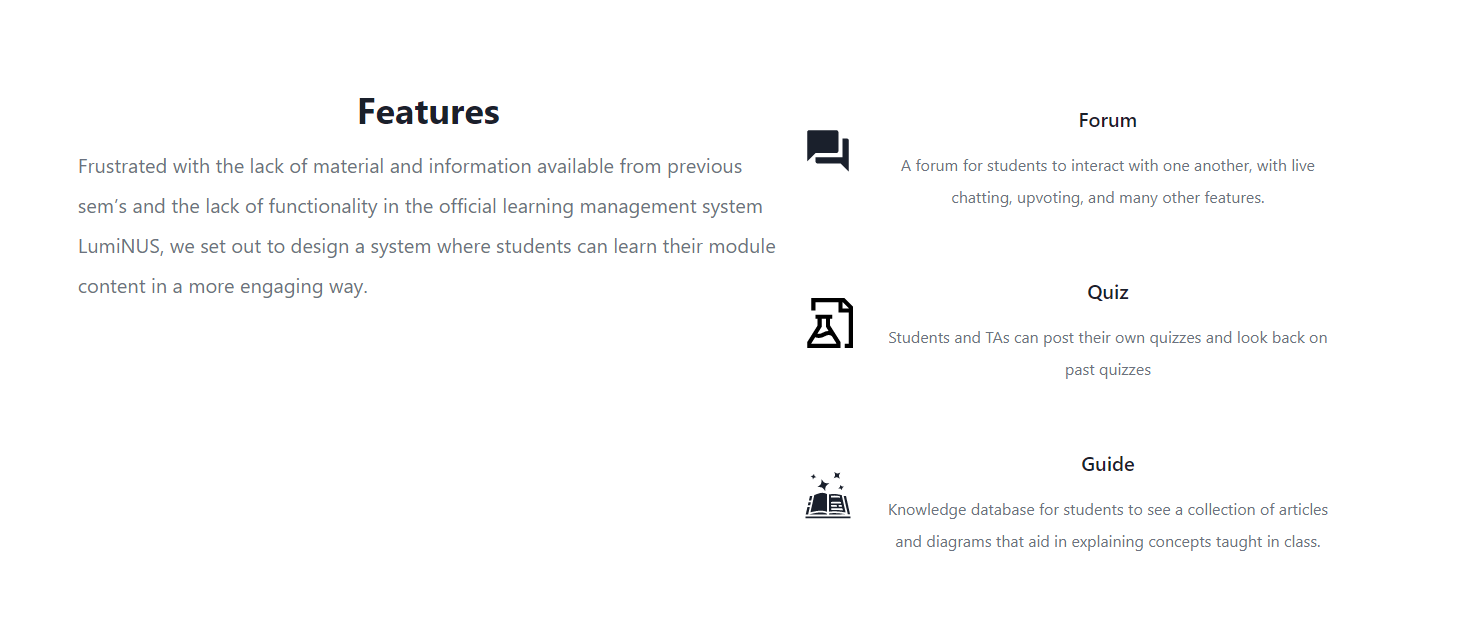 Features
Frustrated with the lack of material and information available from previous
sem’s and the lack of functionality in the official learning management system
LumiNUS, we set out to design a system where students can learn their module
content in a more engaging way.
Forum
A forum for students to interact with one another, with live
chatting, upvoting, and many other features.
Quiz
Students and TAs can post their own quizzes and look back on
past quizzes
Guide
Knowledge database for students to see a collection of articles
and diagrams that aid in explaining concepts taught in class.